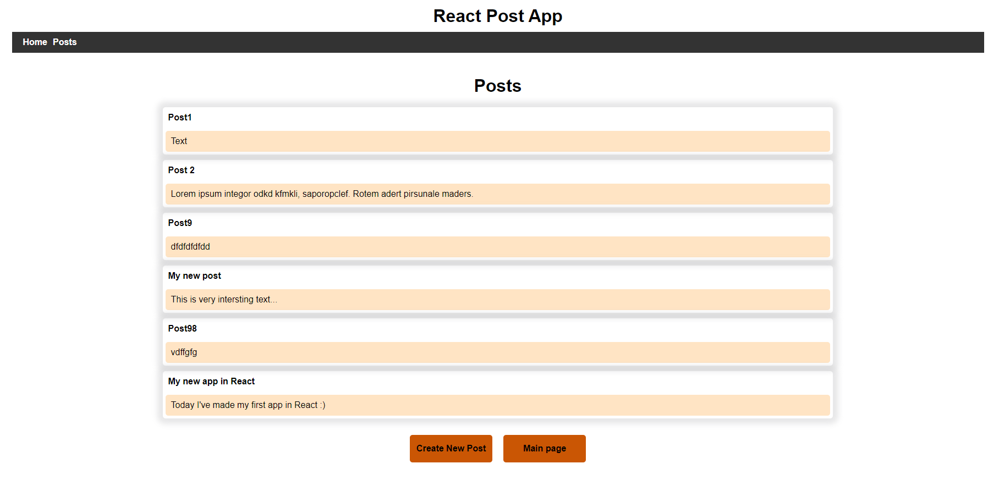 React Post App
Home Posts
Posts
Post1
Text
Post 2
Lorem ipsum integor odkd kfmkli, saporopclef. Rotem adert pirsunale maders.
Post9
dfdfdfdfdd
My new post
This is very intersting text...
Post98
vdffgfg
My new app in React
Today I've made my first app in React :)
Create New Post Main page